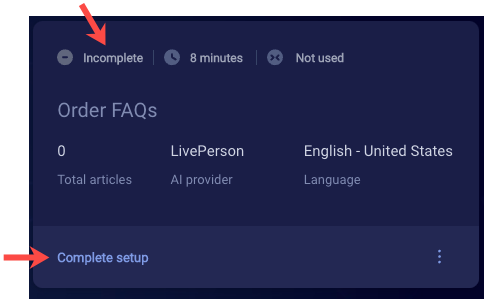 Incomplete 8 minutes Not used
Order FAQs
0 LivePerson English - United States
Total articles AI provider Language
Complete setup